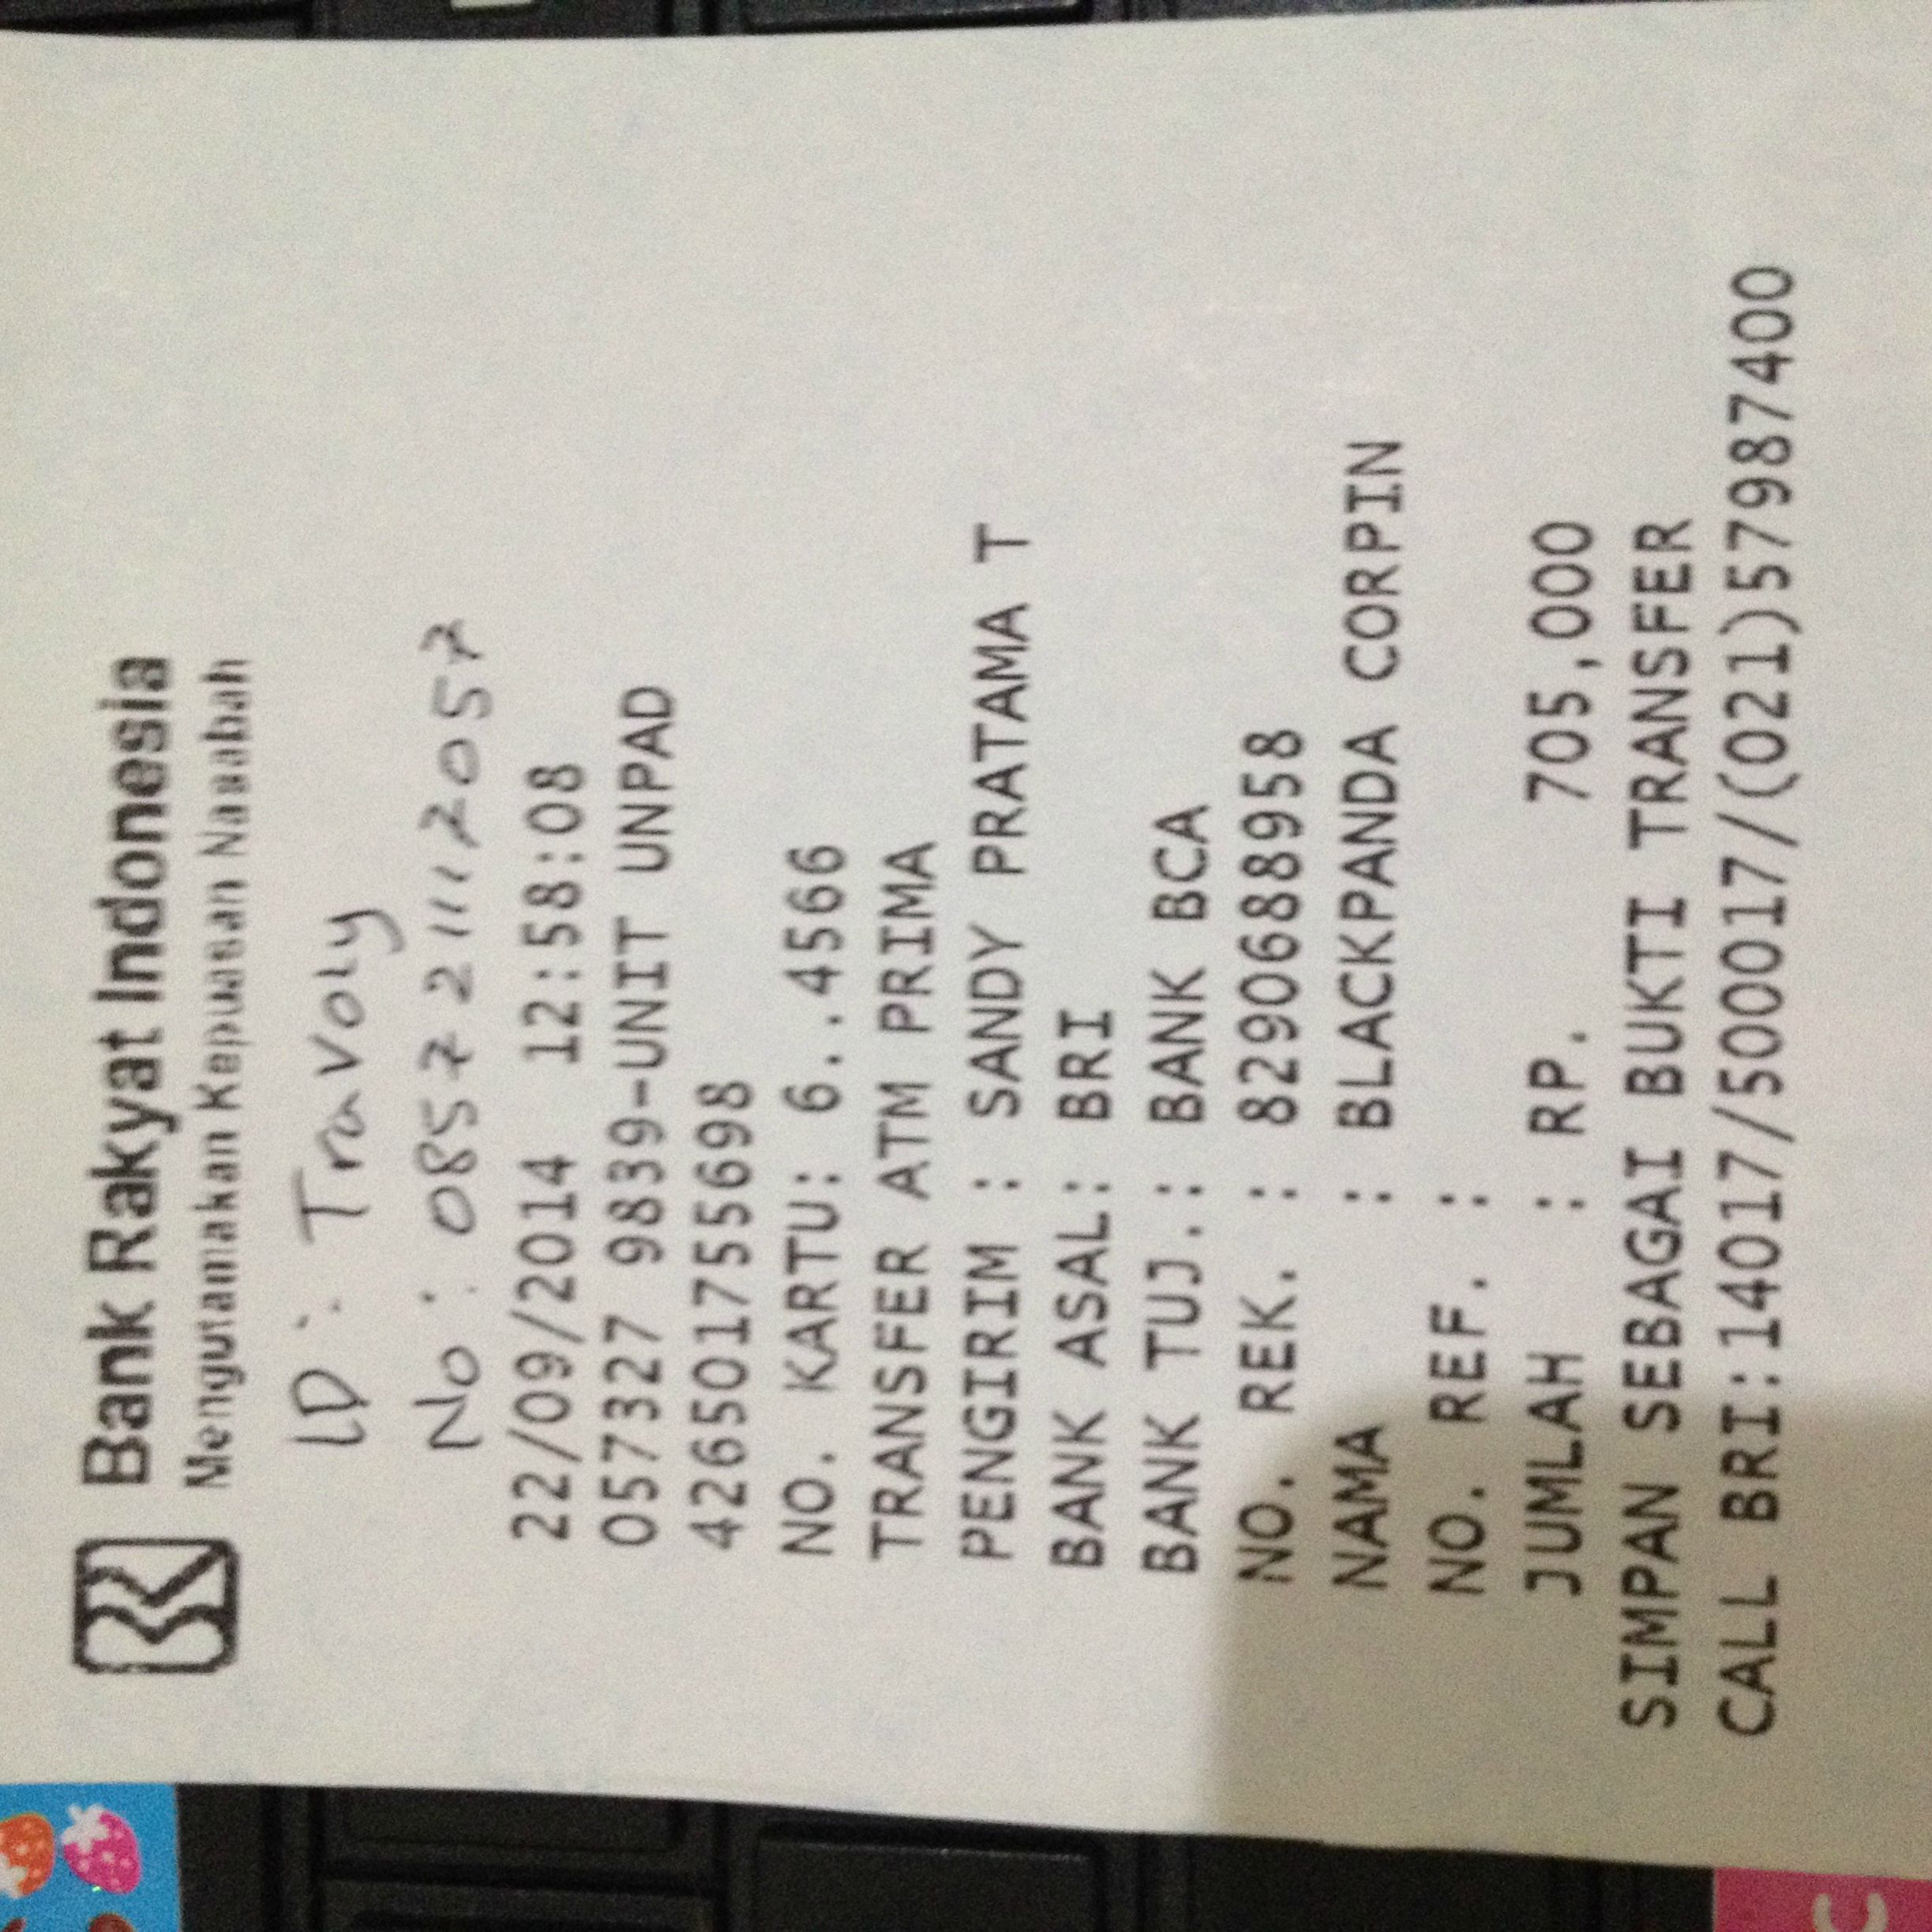 Bank Rakyat Indonesia
Mengutamakan Kepuasan Nasabah
ID : Travoly
No : 085721112057
22/09/2014 12:58:08
057327 9839-UNIT UNPAD
426501755698
NO. KARTU: 6..4566
TRANSFER ATM PRIMA
PENGIRIM : SANDY PRATAMA T
BANK ASAL: BRI
BANK TUJ.: BANK BCA
NO. REK. : 8290688958
NAMA : BLACKPANDA CORPIN
NO. REF. :
JUMLAH : RP. 705,000
SIMPAN SEBAGAI BUKTI TRANSFER
CALL BRI:14017/500017/(021)57987400